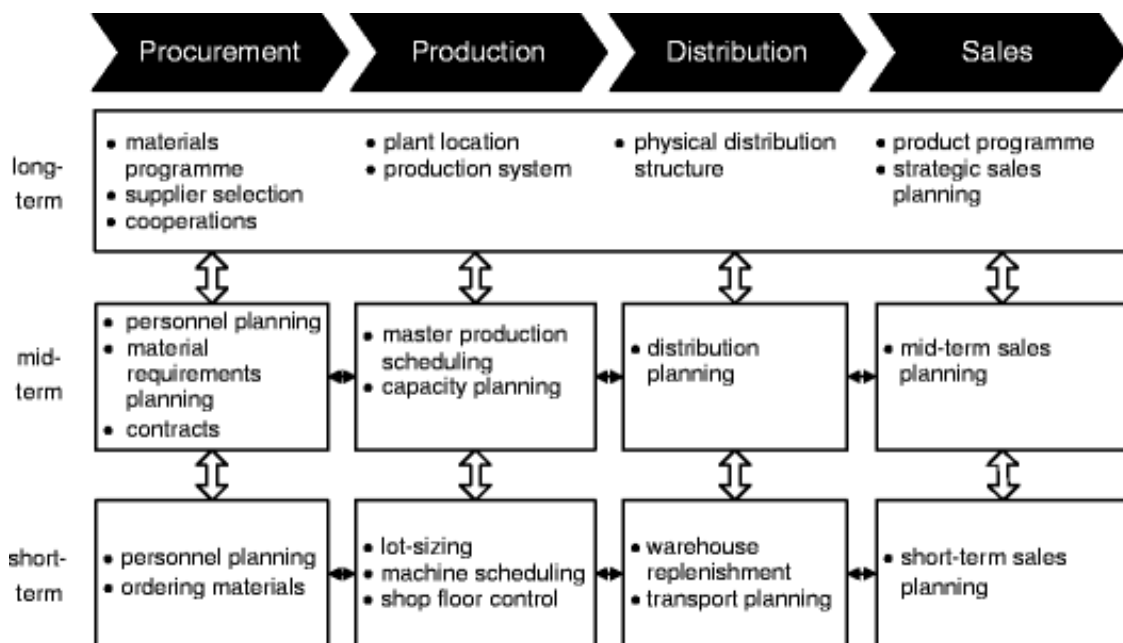 Procurement
Production
Distribution
Sales
long-
term
• materials
programme
• supplier selection
• cooperations
• plant location
• production system
• physical distribution
structure
• product programme
• strategic sales
planning
mid-
term
• personnel planning
• material
requirements
planning
• contracts
• master production
scheduling
• capacity planning
• distribution
planning
• mid-term sales
planning
short-
term
• personnel planning
• ordering materials
• lot-sizing
• machine scheduling
• shop floor control
• warehouse
replenishment
• transport planning
• short-term sales
planning